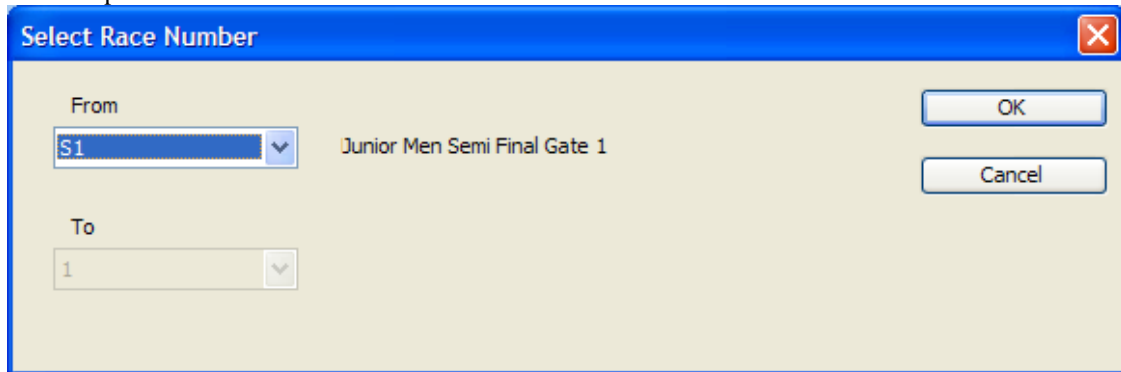 Select Race Number
From
OK
S1
Junior Men Semi Final Gate 1
Cancel
To
1